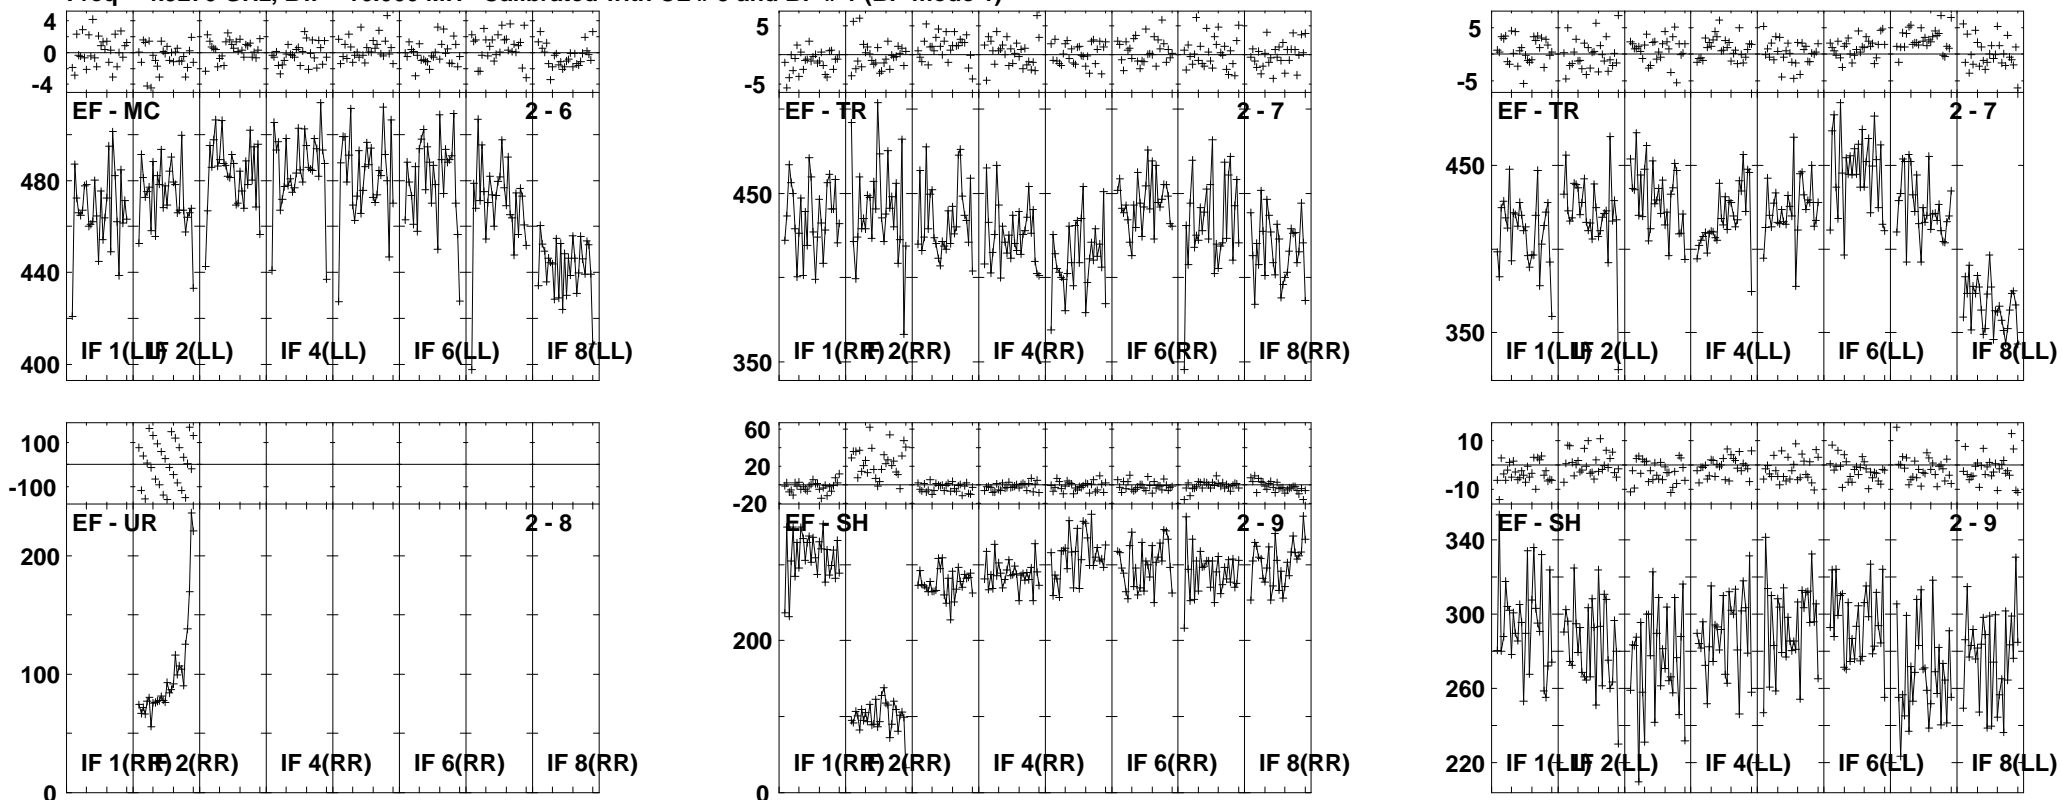 4 0 -4
EF - MC 2 - 6
480 440 400
IF 1(LL) IF 2(LL) IF 4(LL) IF 6(LL) IF 8(LL)
5 -5
EF - TR 2 - 7
450 350
IF 1(RR) IF 2(RR) IF 4(RR) IF 6(RR) IF 8(RR)
5 -5
EF - TR 2 - 7
450 350
IF 1(LL) IF 2(LL) IF 4(LL) IF 6(LL) IF 8(LL)
100 -100
EF - UR 2 - 8
200 100 0
IF 1(RR) IF 2(RR) IF 4(RR) IF 6(RR) IF 8(RR)
60 20 -20
EF - SH 2 - 9
200 0
IF 1(RR) IF 2(RR) IF 4(RR) IF 6(RR) IF 8(RR)
10 -10
EF - SH 2 - 9
340 300 260 220
IF 1(LL) IF 2(LL) IF 4(LL) IF 6(LL) IF 8(LL)